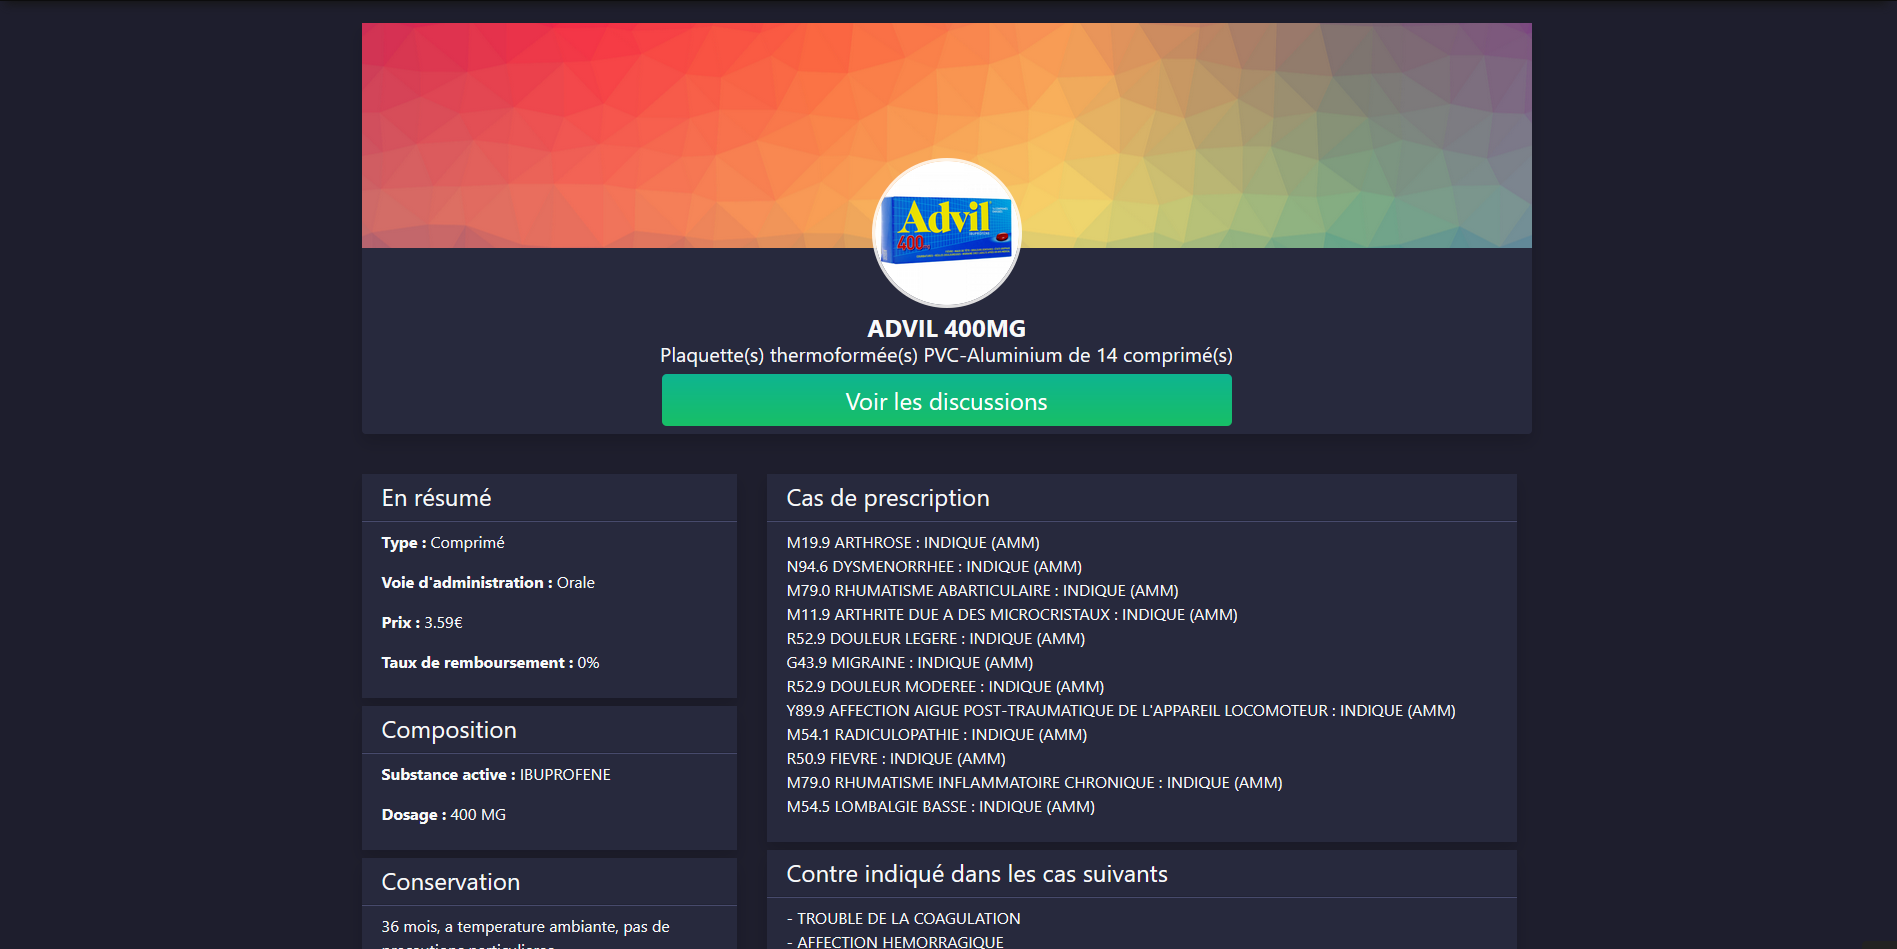 Advil
400
ADVIL 400MG
Plaquette(s) thermoformée(s) PVC-Aluminium de 14 comprimé(s)
Voir les discussions
En résumé
Type : Comprimé
Voie d'administration : Orale
Prix : 3.59€
Taux de remboursement : 0%
Composition
Substance active : IBUPROFENE
Dosage : 400 MG
Conservation
36 mois, a temperature ambiante, pas de
Cas de prescription
M19.9 ARTHROSE : INDIQUE (AMM)
N94.6 DYSMENORRHEE : INDIQUE (AMM)
M79.0 RHUMATISME ABARTICULAIRE : INDIQUE (AMM)
M11.9 ARTHRITE DUE A DES MICROCRISTAUX : INDIQUE (AMM)
R52.9 DOULEUR LEGERE : INDIQUE (AMM)
G43.9 MIGRAINE : INDIQUE (AMM)
R52.9 DOULEUR MODEREE : INDIQUE (AMM)
Y89.9 AFFECTION AIGUE POST-TRAUMATIQUE DE L'APPAREIL LOCOMOTEUR : INDIQUE (AMM)
M54.1 RADICULOPATHIE : INDIQUE (AMM)
R50.9 FIEVRE : INDIQUE (AMM)
M79.0 RHUMATISME INFLAMMATOIRE CHRONIQUE : INDIQUE (AMM)
M54.5 LOMBALGIE BASSE : INDIQUE (AMM)
Contre indiqué dans les cas suivants
- TROUBLE DE LA COAGULATION
- AFFECTION HEMORRAGIQUE